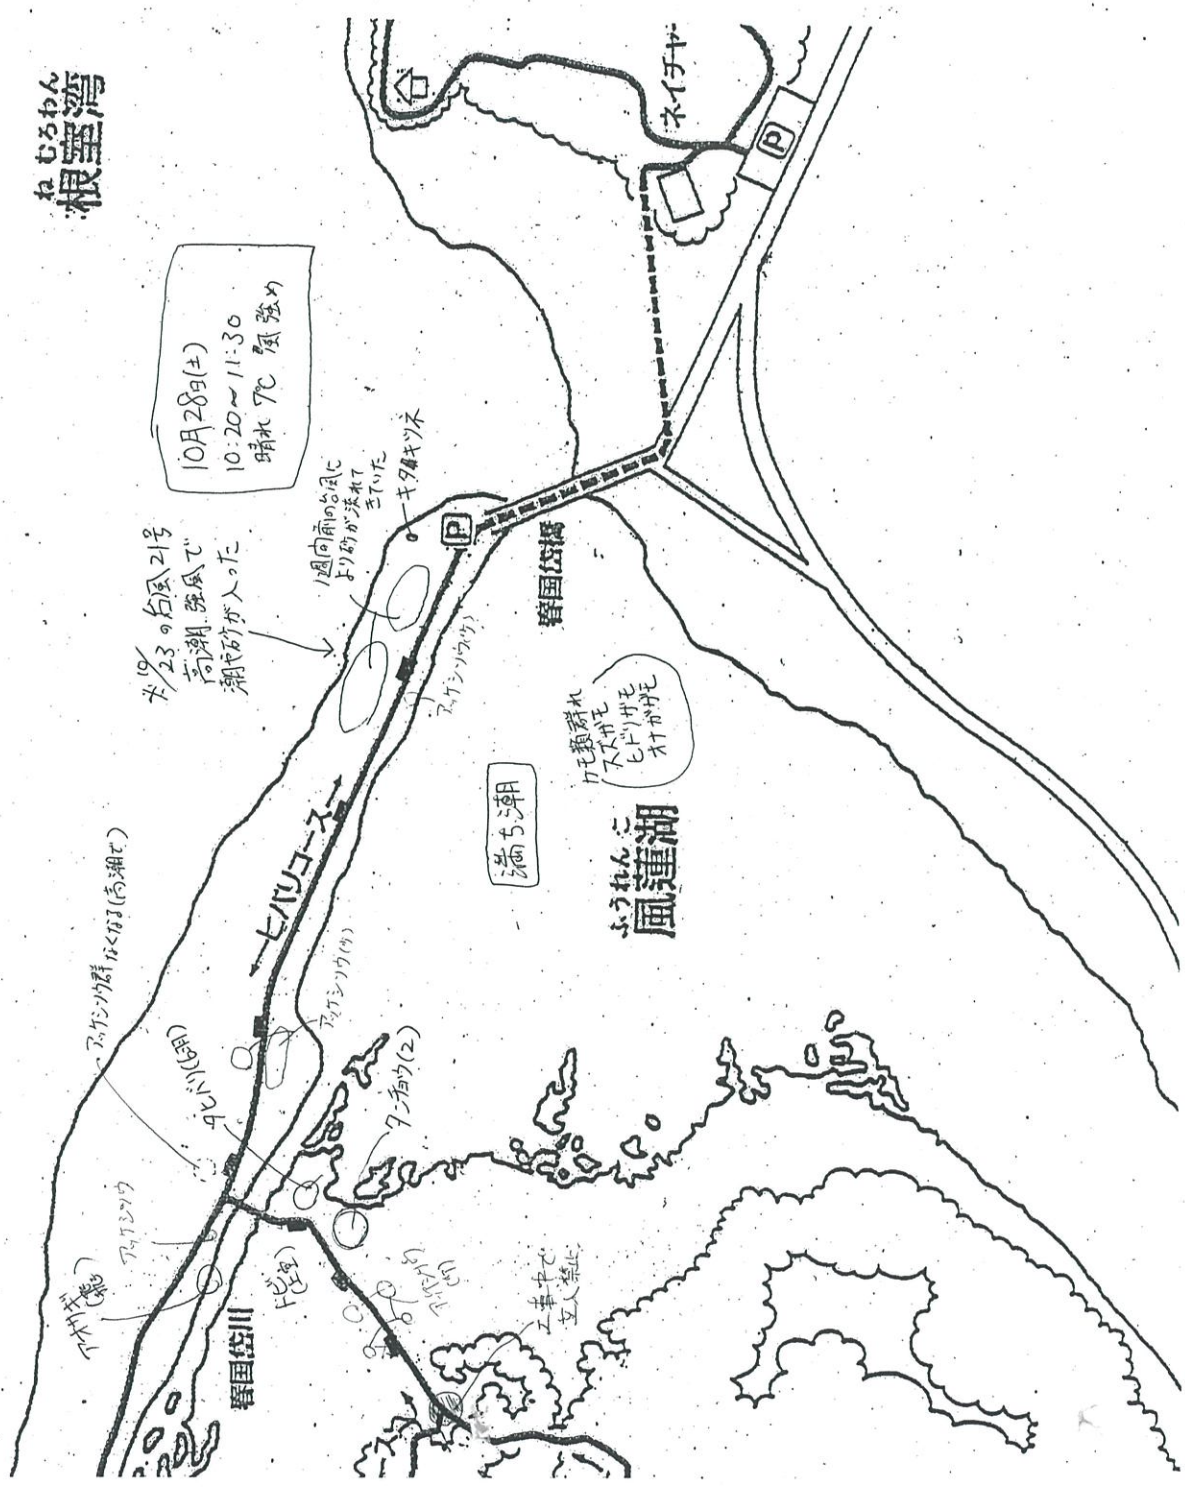 ねむろわん
根室湾
10月28日(土)
10:20～11:30
晴れ 7℃ 風強め
※10/23の台風21号
高潮、強風で
潮や砂が入った
1週間前の台風に
より砂が流れて
きていた
キタキツネ
ネイチャー
P
P
春国岱橋
アッケシソウ(少)
カモ類群れ
スズガモ
ヒドリガモ
オナガガモ
満ち潮
ふうれんこ
風蓮湖
ヒバリコース
アッケシソウ群なくなる(高潮で)
アッケシソウ(少)
タヒバリ(6羽)
タンチョウ(2)
アッケシソウ
アオサギ
春国岱川
トビ
アッケシソウ
(少)
工事中で
立入禁止